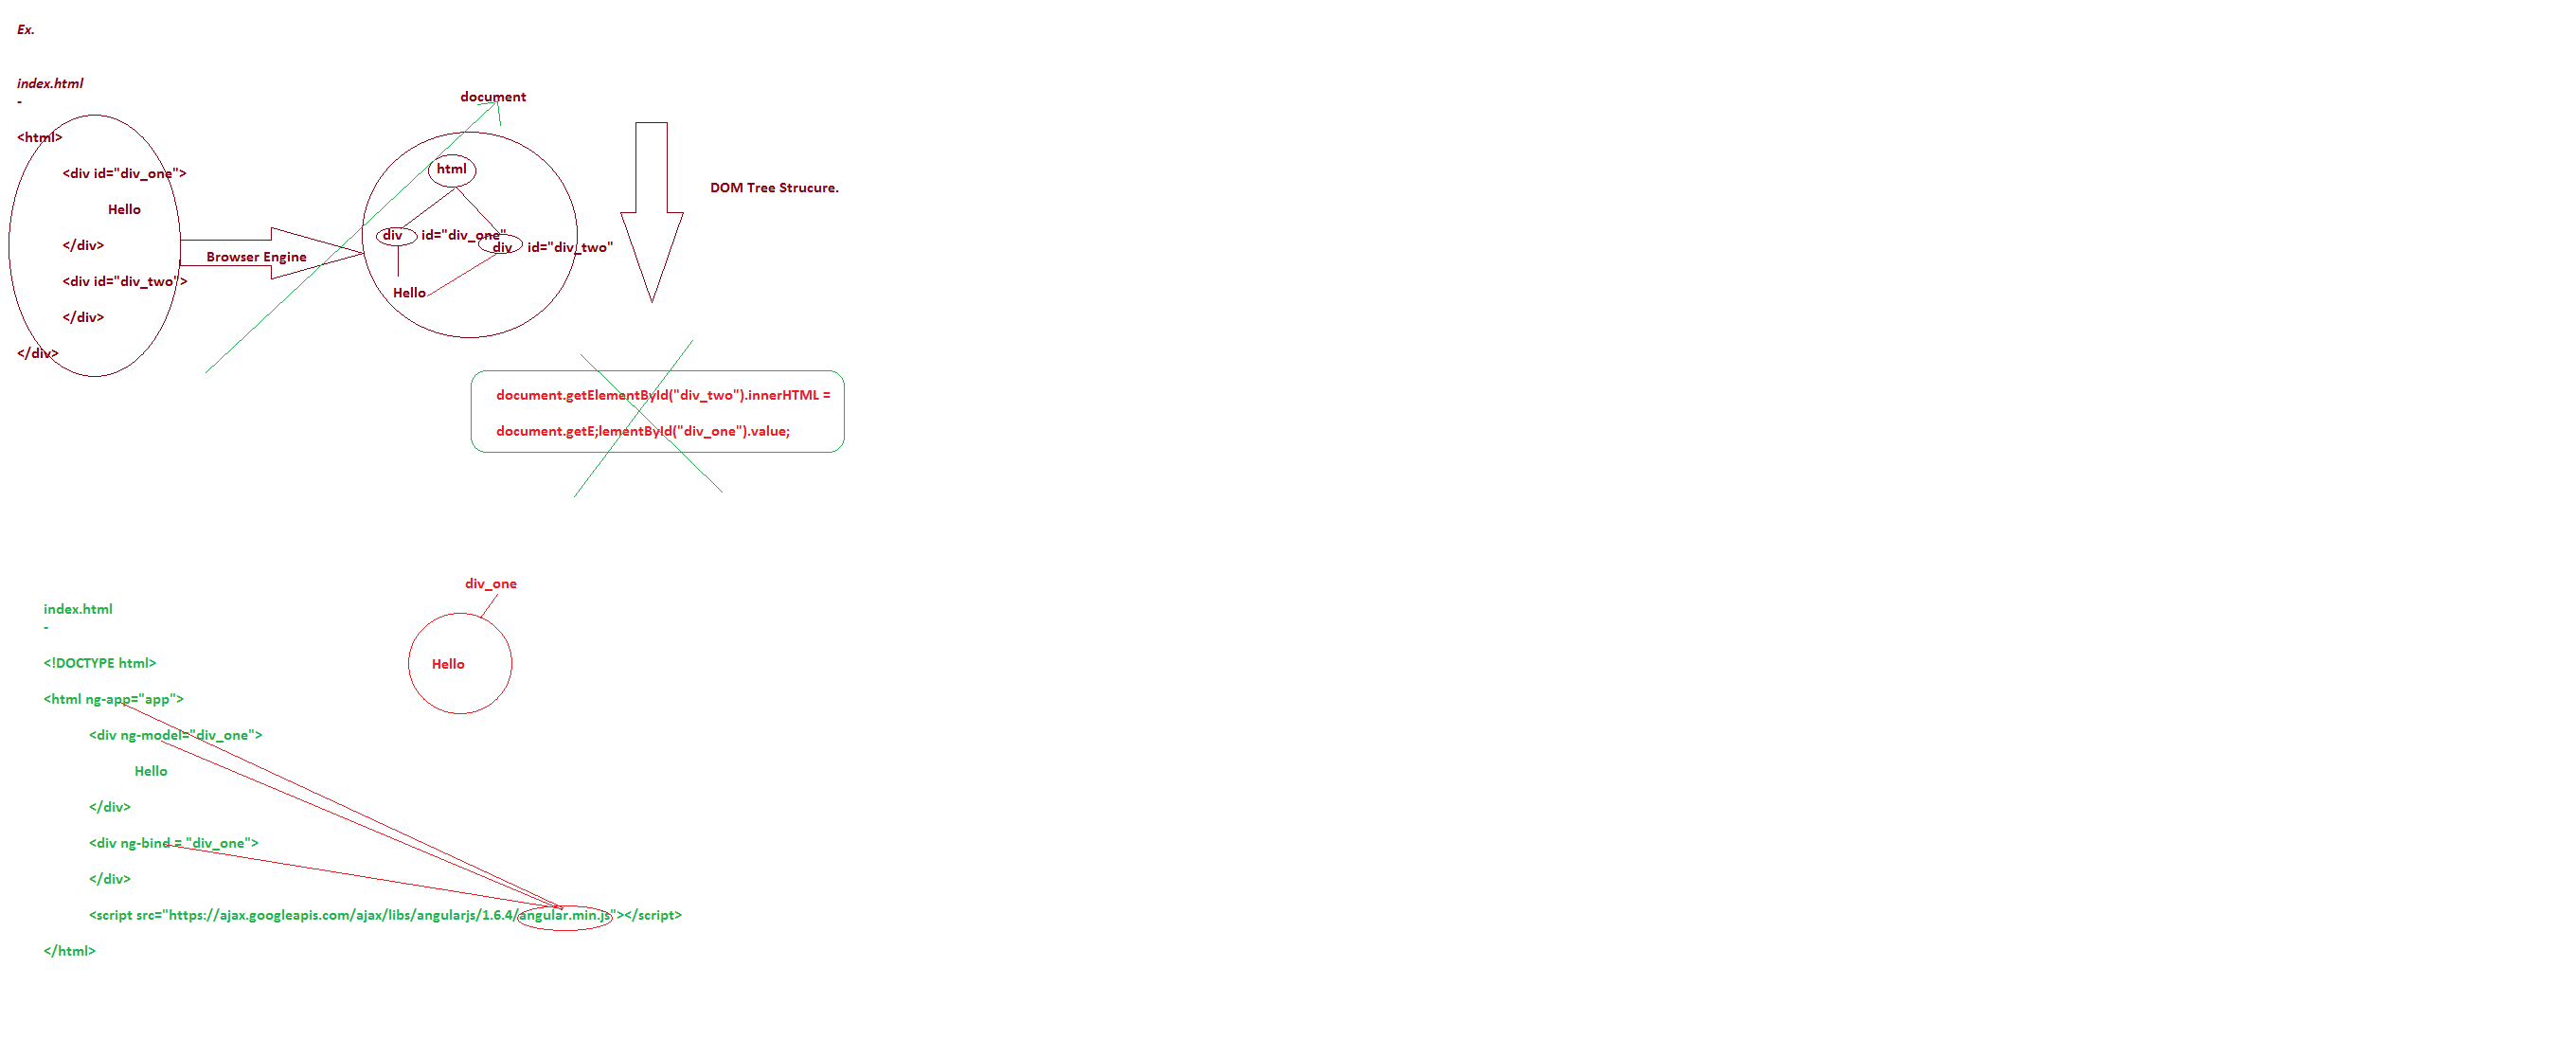 Ex.
index.html
-
<html>
<div id="div_one">
Hello
</div>
<div id="div_two">
</div>
</div>
Browser Engine
document
html
div id="div_one"
div id="div_two"
Hello
DOM Tree Strucure.
document.getElementById("div_two").innerHTML =
document.getE;lementById("div_one").value;
div_one
Hello
index.html
-
<!DOCTYPE html>
<html ng-app="app">
<div ng-model="div_one">
Hello
</div>
<div ng-bind = "div_one">
</div>
<script src="https://ajax.googleapis.com/ajax/libs/angularjs/1.6.4/angular.min.js"></script>
</html>